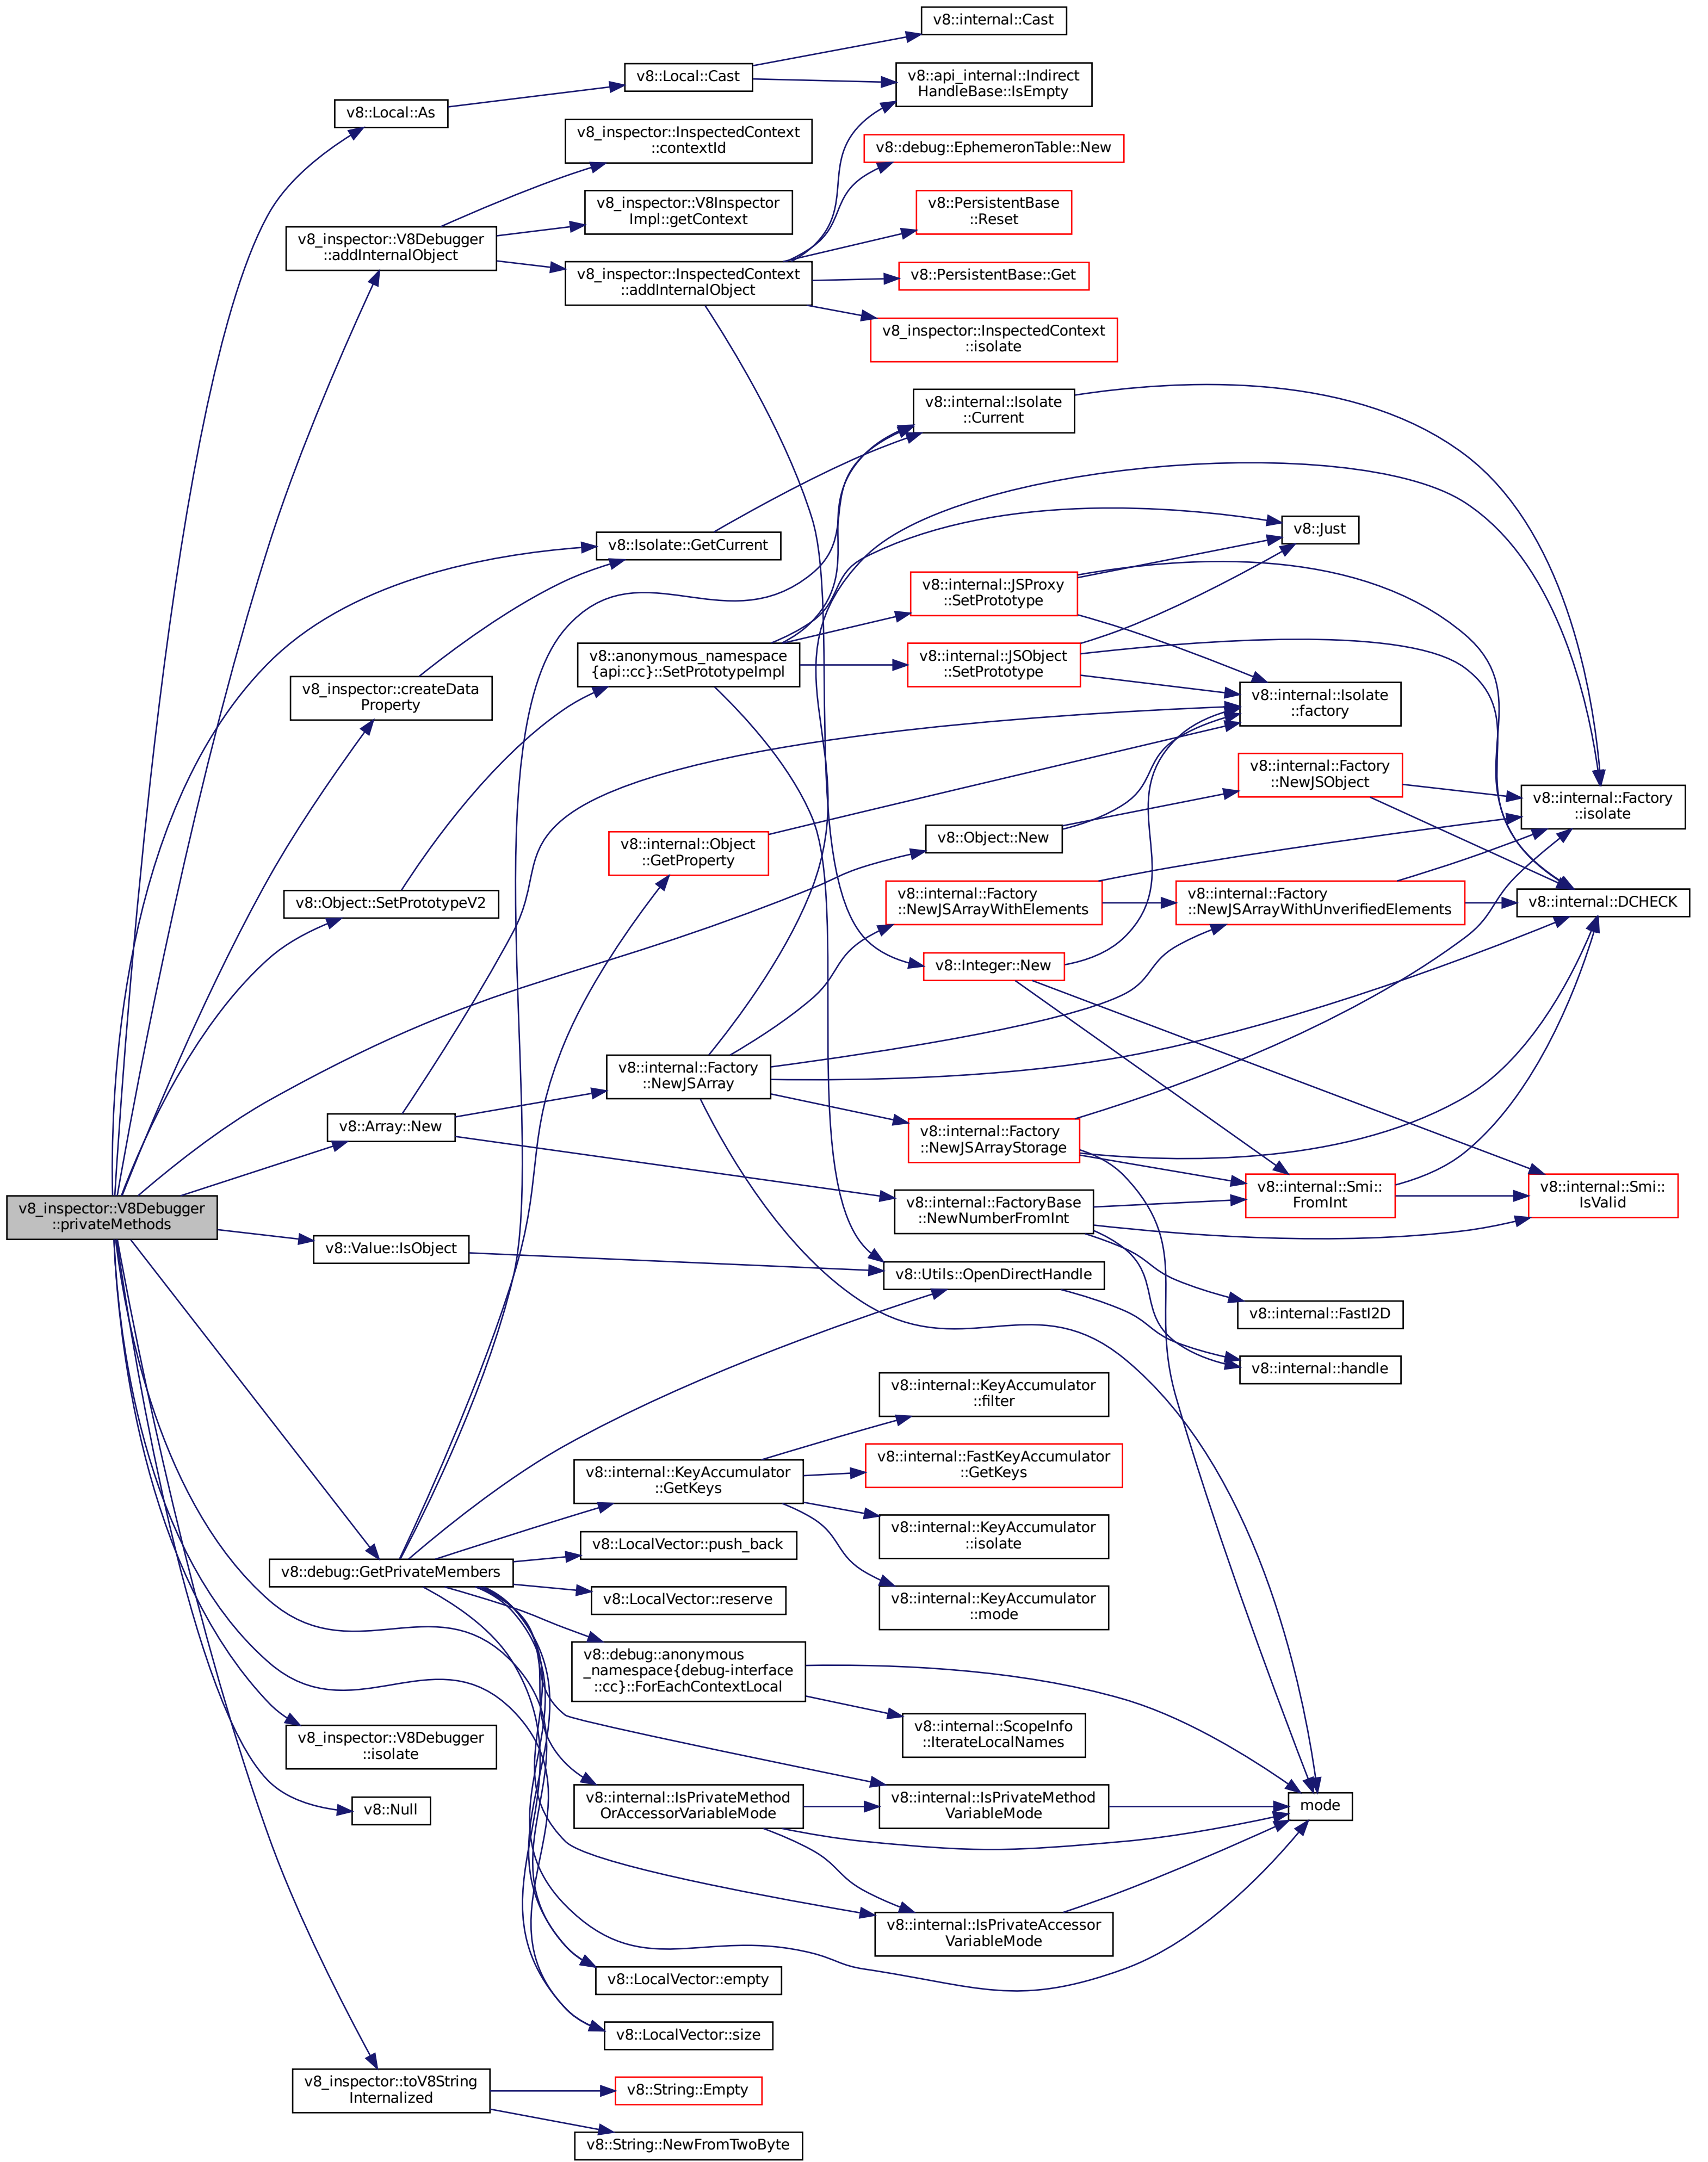 v8_inspector::V8Debugger
::privateMethods
v8::Local::As
v8_inspector::V8Debugger
::addInternalObject
v8_inspector::createData
Property
v8::Object::SetPrototypeV2
v8::Array::New
v8::Value::IsObject
v8::debug::GetPrivateMembers
v8_inspector::V8Debugger
::isolate
v8::Null
v8_inspector::toV8String
Internalized
v8::Local::Cast
v8_inspector::InspectedContext
::contextId
v8_inspector::V8Inspector
Impl::getContext
v8_inspector::InspectedContext
::addInternalObject
v8::Isolate::GetCurrent
v8::anonymous_namespace
{api::cc}::SetPrototypeImpl
v8::internal::Object
::GetProperty
v8::internal::Factory
::NewJSArray
v8::internal::KeyAccumulator
::GetKeys
v8::LocalVector::push_back
v8::LocalVector::reserve
v8::debug::anonymous
_namespace{debug-interface
::cc}::ForEachContextLocal
v8::internal::IsPrivateMethod
OrAccessorVariableMode
v8::LocalVector::empty
v8::LocalVector::size
v8::String::Empty
v8::String::NewFromTwoByte
v8::internal::Cast
v8::api_internal::Indirect
HandleBase::IsEmpty
v8::debug::EphemeronTable::New
v8::PersistentBase
::Reset
v8::PersistentBase::Get
v8_inspector::InspectedContext
::isolate
v8::internal::Isolate
::Current
v8::internal::JSProxy
::SetPrototype
v8::internal::JSObject
::SetPrototype
v8::Object::New
v8::internal::Factory
::NewJSArrayWithElements
v8::Integer::New
v8::internal::Factory
::NewJSArrayStorage
v8::internal::FactoryBase
::NewNumberFromInt
v8::Utils::OpenDirectHandle
v8::internal::KeyAccumulator
::filter
v8::internal::FastKeyAccumulator
::GetKeys
v8::internal::KeyAccumulator
::isolate
v8::internal::KeyAccumulator
::mode
v8::internal::ScopeInfo
::IterateLocalNames
v8::internal::IsPrivateMethod
VariableMode
v8::internal::IsPrivateAccessor
VariableMode
v8::Just
v8::internal::Isolate
::factory
v8::internal::Factory
::NewJSObject
v8::internal::Factory
::NewJSArrayWithUnverifiedElements
v8::internal::Smi::
FromInt
v8::internal::FastI2D
v8::internal::handle
mode
v8::internal::Factory
::isolate
v8::internal::DCHECK
v8::internal::Smi::
IsValid